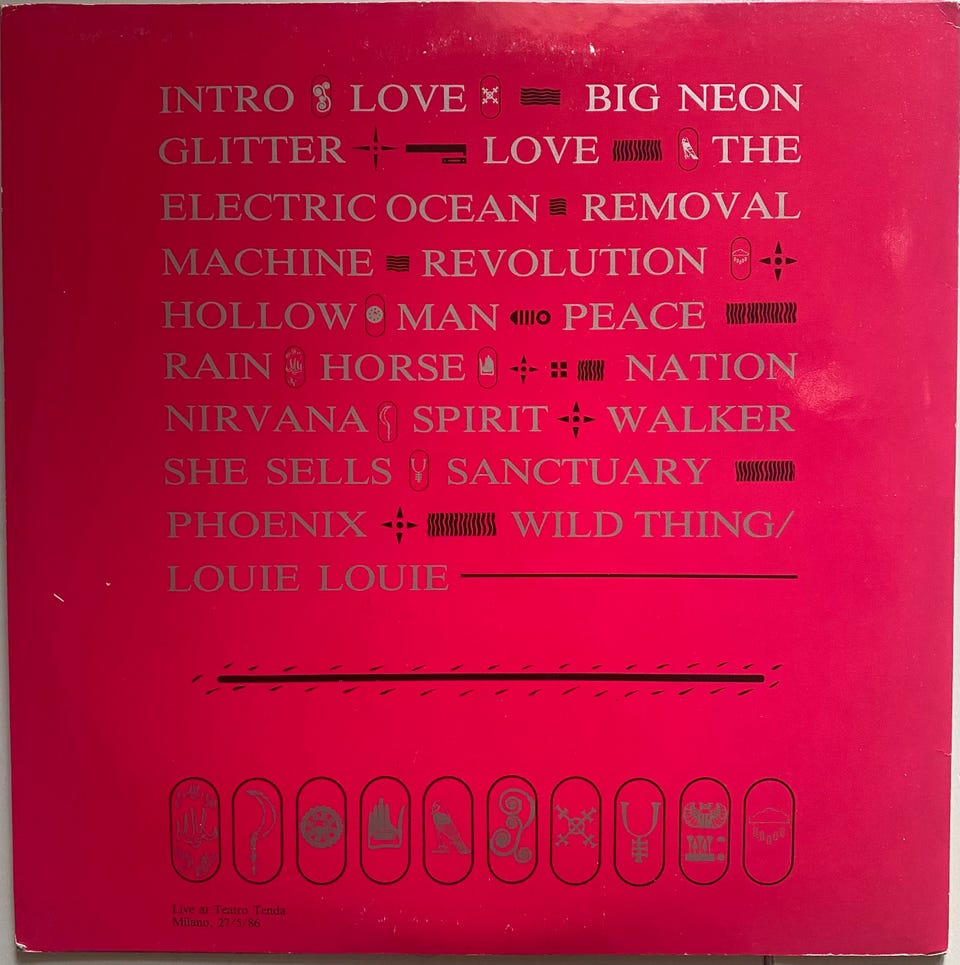 INTRO LOVE BIG NEON
GLITTER LOVE THE
ELECTRIC OCEAN REMOVAL
MACHINE REVOLUTION
HOLLOW MAN PEACE
RAIN HORSE NATION
NIRVANA SPIRIT WALKER
SHE SELLS SANCTUARY
PHOENIX WILD THING/
LOUIE LOUIE
Live at Teatro Tenda
Milano, 27/5/86